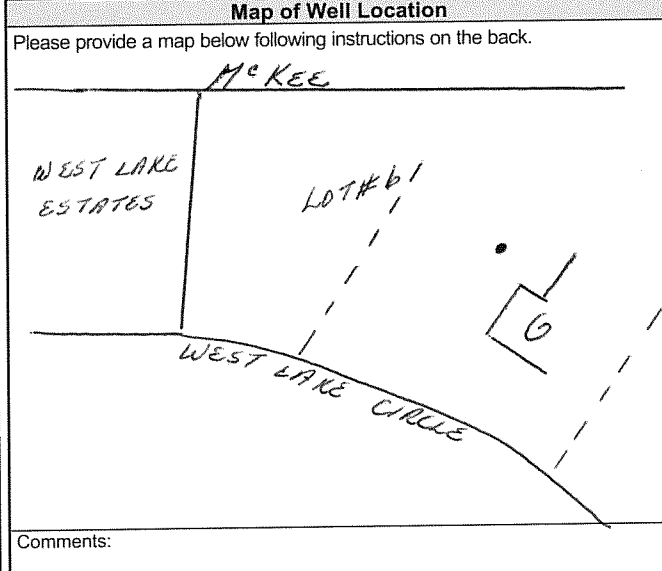 Map of Well Location
Please provide a map below following instructions on the back.
McKEE
WEST LAKE
ESTATES
LOT#61
G
WEST LAKE CIRCLE
Comments: